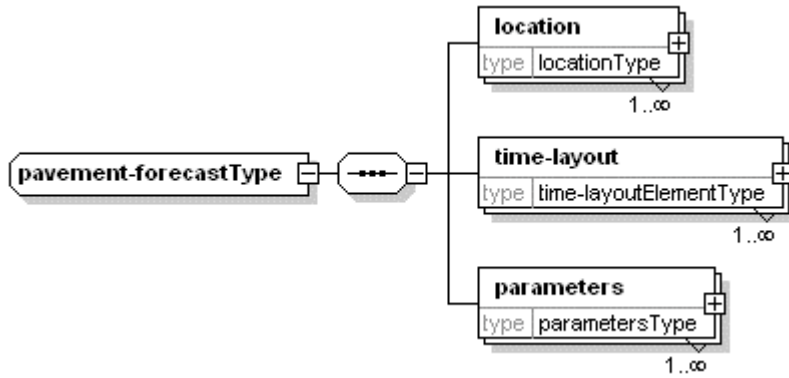 location
type locationType
1..∞
pavement-forecastType
time-layout
type time-layoutElementType
1..∞
parameters
type parametersType
1..∞